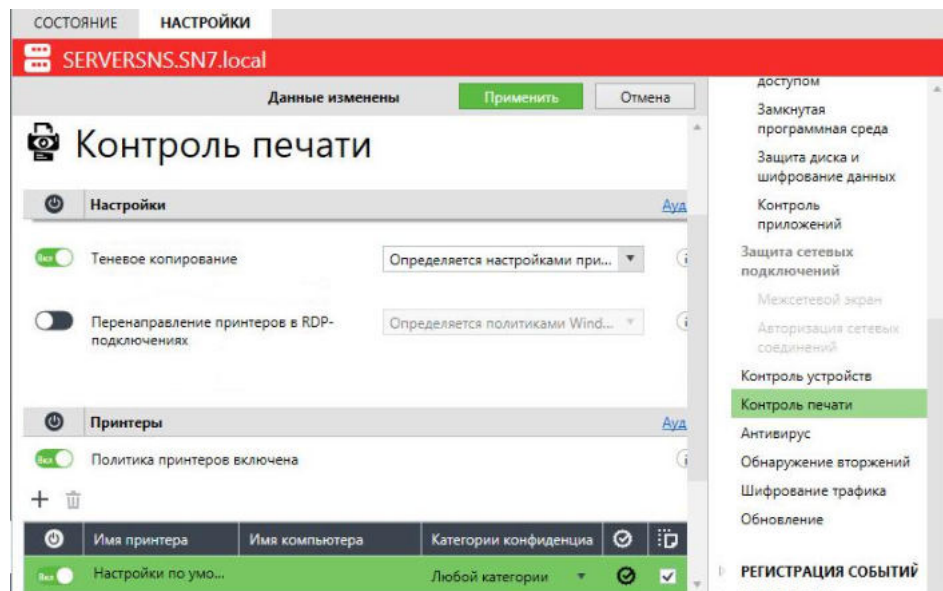 СОСТОЯНИЕ НАСТРОЙКИ
SERVERSNS.SN7.local
Данные изменены Применить Отмена
Контроль печати
Настройки Ауд
Вкл Теневое копирование Определяется настройками при...
Перенаправление принтеров в RDP-
подключениях
Определяется политиками Wind...
Принтеры Ауд
Вкл Политика принтеров включена
Имя принтера Имя компьютера Категории конфиденциа
Вкл Настройки по умо... Любой категории
доступом
Замкнутая
программная среда
Защита диска и
шифрование данных
Контроль
приложений
Защита сетевых
подключений
Межсетевой экран
Авторизация сетевых
соединений
Контроль устройств
Контроль печати
Антивирус
Обнаружение вторжений
Шифрование трафика
Обновление
РЕГИСТРАЦИЯ СОБЫТИЙ